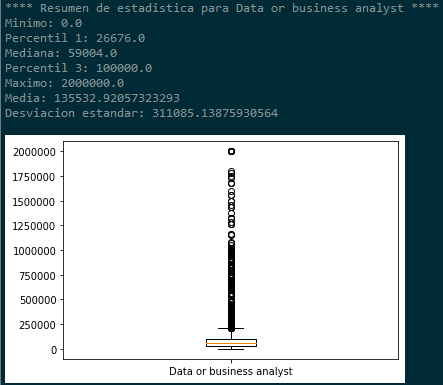 **** Resumen de estadistica para Data or business analyst ****
Minimo: 0.0
Percentil 1: 26676.0
Mediana: 59004.0
Percentil 3: 100000.0
Maximo: 2000000.0
Media: 135532.92057323293
Desviacion estandar: 311085.13875930564
2000000
1750000
1500000
1250000
1000000
750000
500000
250000
0
Data or business analyst